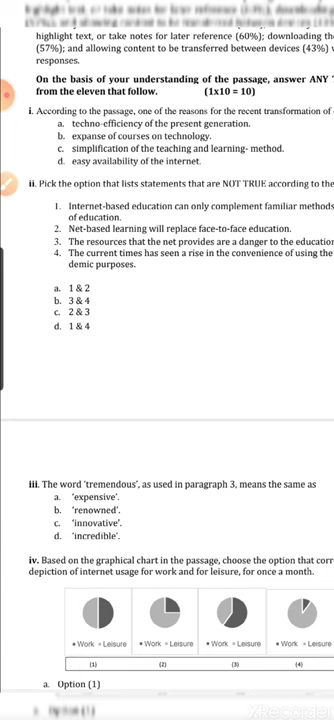 highlight text, or take notes for later reference (60%); downloading the
(57%); and allowing content to be transferred between devices (43%) w
responses.
On the basis of your understanding of the passage, answer ANY
from the eleven that follow. (1x10 = 10)
i. According to the passage, one of the reasons for the recent transformation of
a. techno-efficiency of the present generation.
b. expanse of courses on technology.
c. simplification of the teaching and learning- method.
d. easy availability of the internet.
ii. Pick the option that lists statements that are NOT TRUE according to the
1. Internet-based education can only complement familiar methods
of education.
2. Net-based learning will replace face-to-face education.
3. The resources that the net provides are a danger to the education
4. The current times has seen a rise in the convenience of using the
demic purposes.
a. 1 & 2
b. 3 & 4
c. 2 & 3
d. 1 & 4
iii. The word 'tremendous', as used in paragraph 3, means the same as
a. 'expensive'.
b. 'renowned'.
c. 'innovative'.
d. 'incredible'.
iv. Based on the graphical chart in the passage, choose the option that corr
depiction of internet usage for work and for leisure, for once a month.
Work Leisure Work Leisure Work Leisure Work Leisure
(1) (2) (3) (4)
a. Option (1)